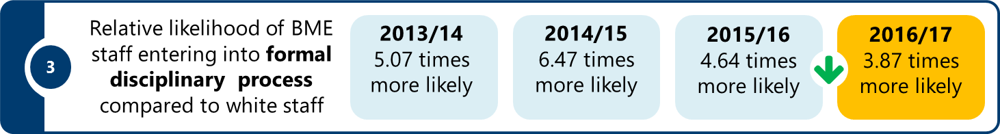 3
Relative likelihood of BME
staff entering into formal
disciplinary process
compared to white staff
2013/14
5.07 times
more likely
2014/15
6.47 times
more likely
2015/16
4.64 times
more likely
2016/17
3.87 times
more likely